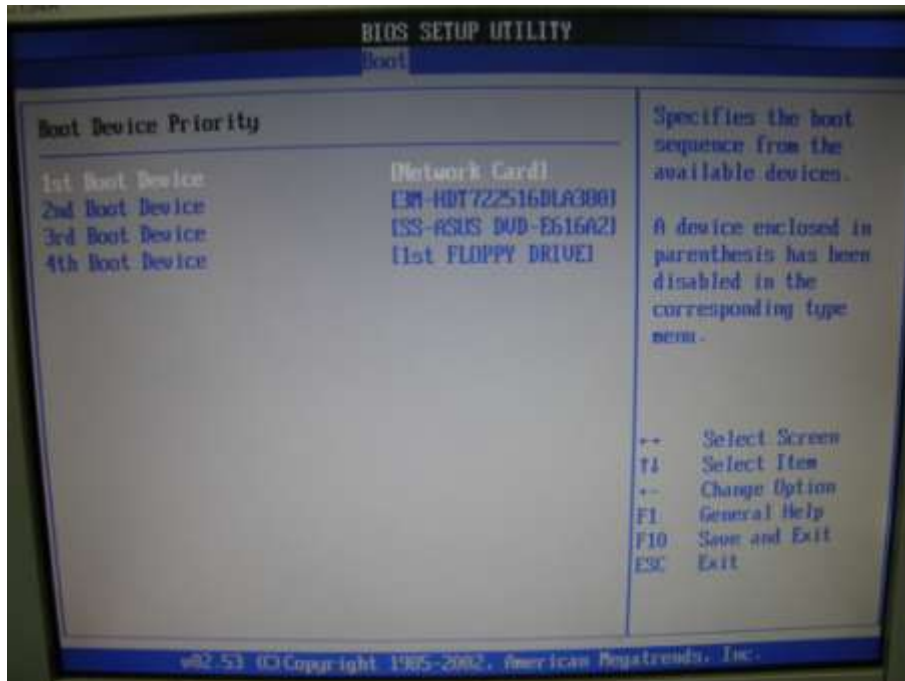 BIOS SETUP UTILITY
Boot
Boot Device Priority
1st Boot Device [Network Card]
2nd Boot Device [3M-HDT722516DLA380]
3rd Boot Device [SS-ASUS DVD-E616A2]
4th Boot Device [1st FLOPPY DRIVE]
Specifies the boot
sequence from the
available devices.
A device enclosed in
parenthesis has been
disabled in the
corresponding type
menu.
←→ Select Screen
↑↓ Select Item
+- Change Option
F1 General Help
F10 Save and Exit
ESC Exit
v02.53 (C)Copyright 1985-2002, American Megatrends, Inc.